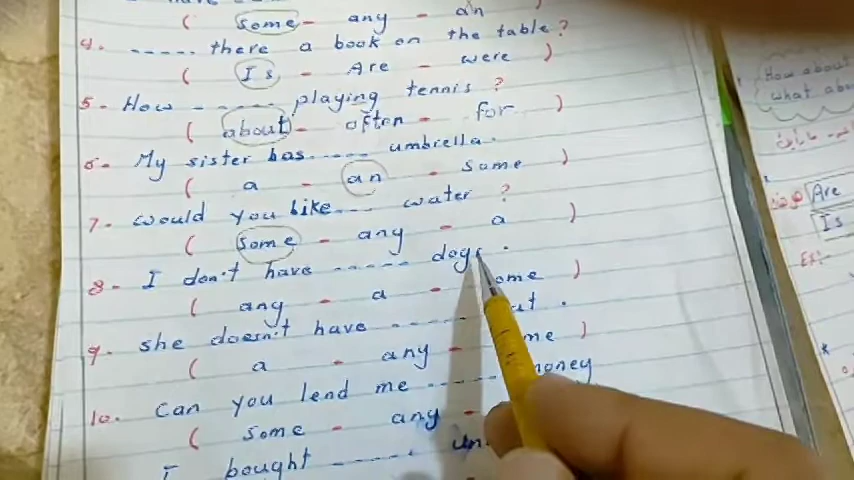 ( some - any - an )
4- ..... there a book on the table?
( Is - Are - were )
5- How ....... playing tennis?
( about - often - for )
6- My sister has ...... umbrella.
( a - an - some )
7- would you like ..... water?
( some - any - a )
8- I don't have ...... dogs.
( any - a - some )
9- she doesn't have ......
( a - any -
10- Can you lend me ..... money
( some - any -
I bought .......
How about
what about
Are
Is